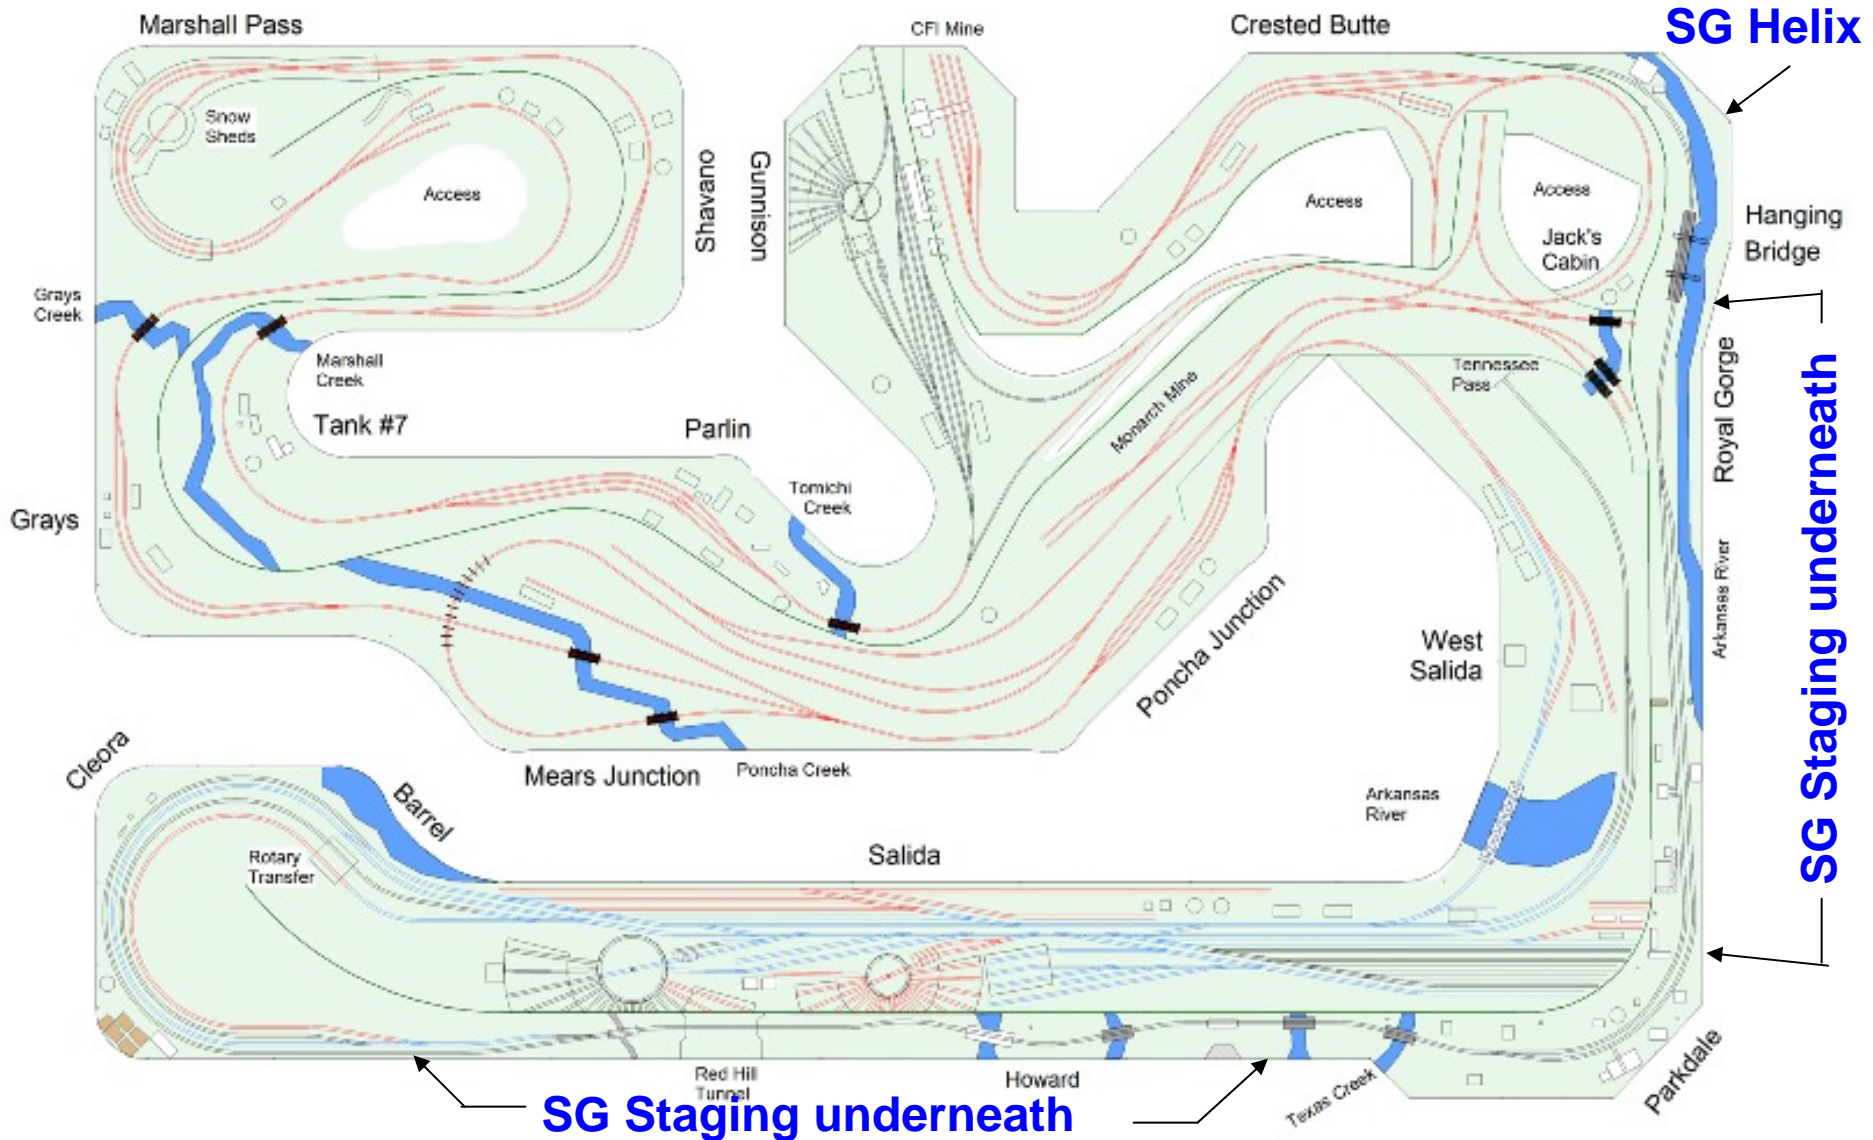 Marshall Pass
CFI Mine
Crested Butte
SG Helix
Snow
Sheds
Access
Shavano
Gunnison
Access
Access
Jack's
Cabin
Hanging
Bridge
Grays
Creek
Marshall
Creek
Tank #7
Parlin
Monarch Mine
Tennessee
Pass
Royal Gorge
SG Staging underneath
Tomichi
Creek
Grays
Arkansas River
West
Salida
Poncha Junction
Cleora
Mears Junction
Poncha Creek
Barrel
Arkansas
River
Salida
Rotary
Transfer
Red Hill
Tunnel
Howard
Texas Creek
Parkdale
SG Staging underneath